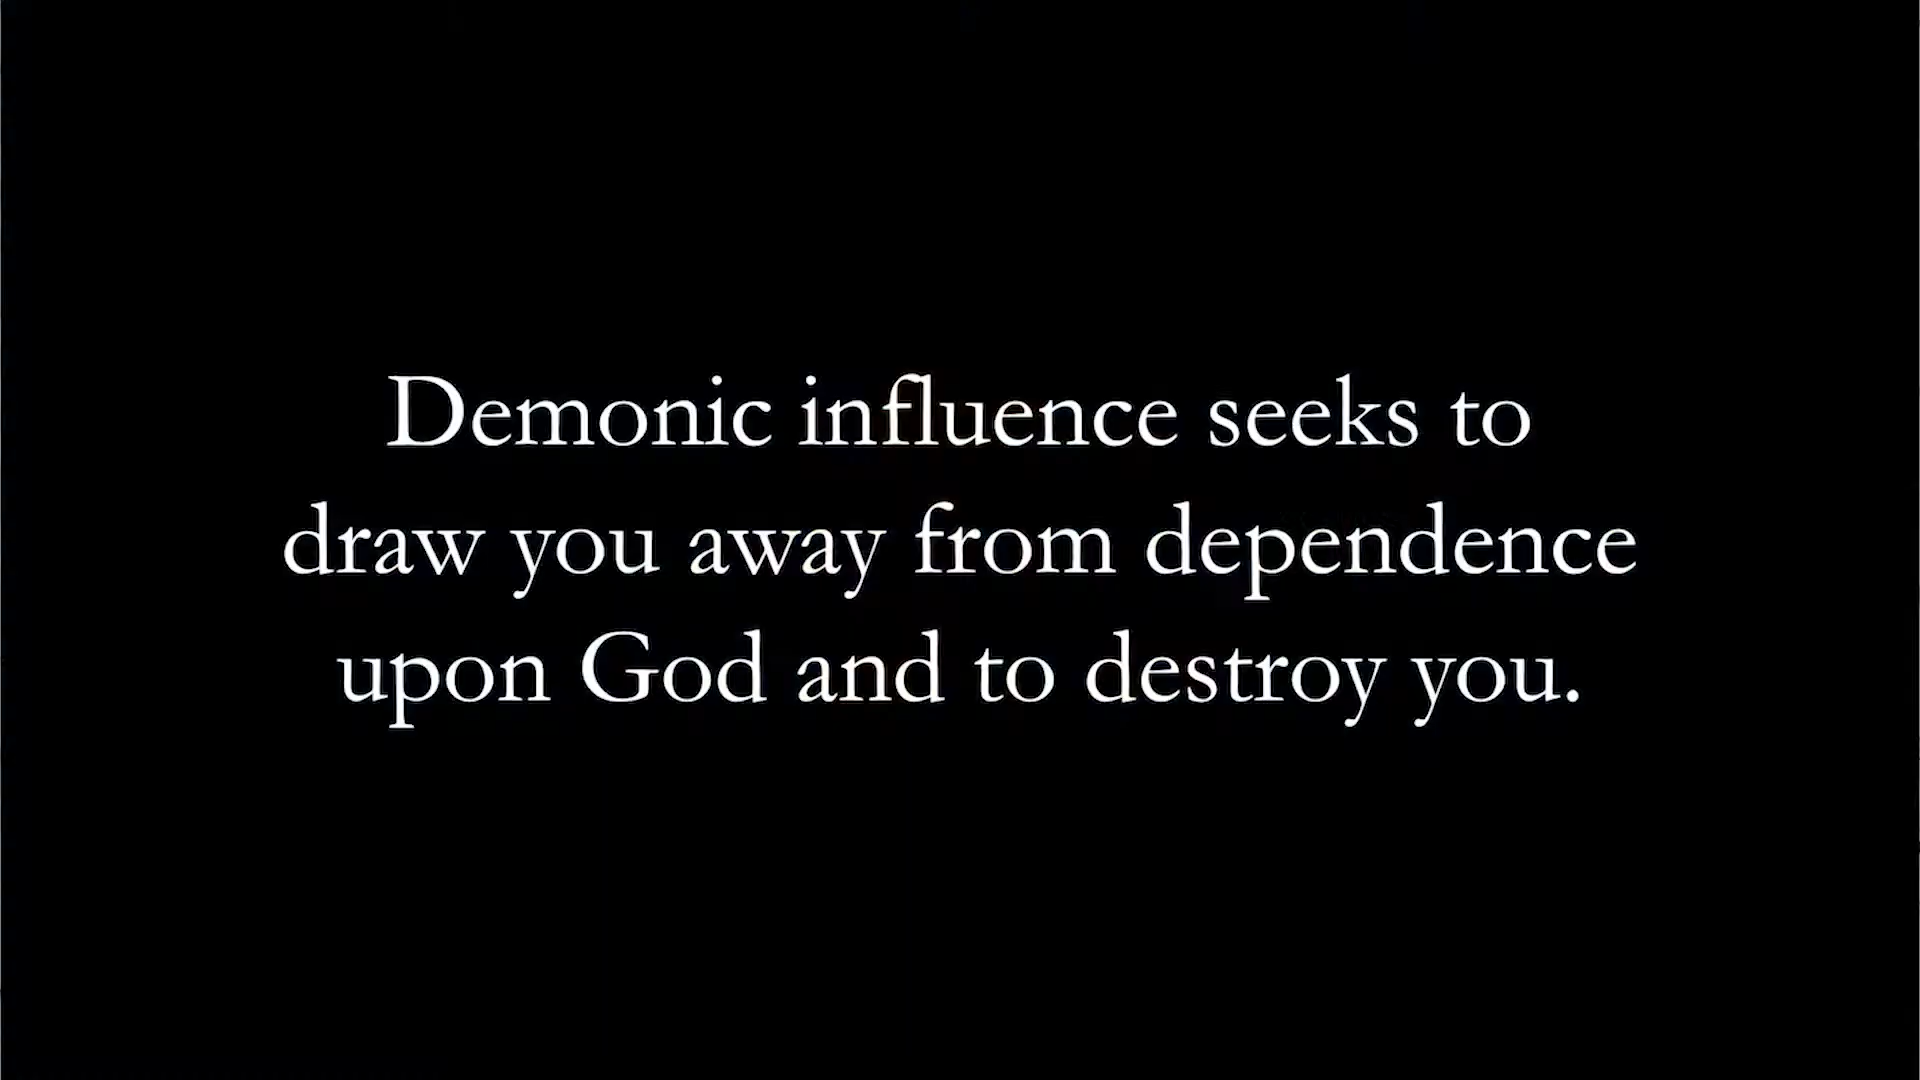 Demonic influence seeks to
draw you away from dependence
upon God and to destroy you.